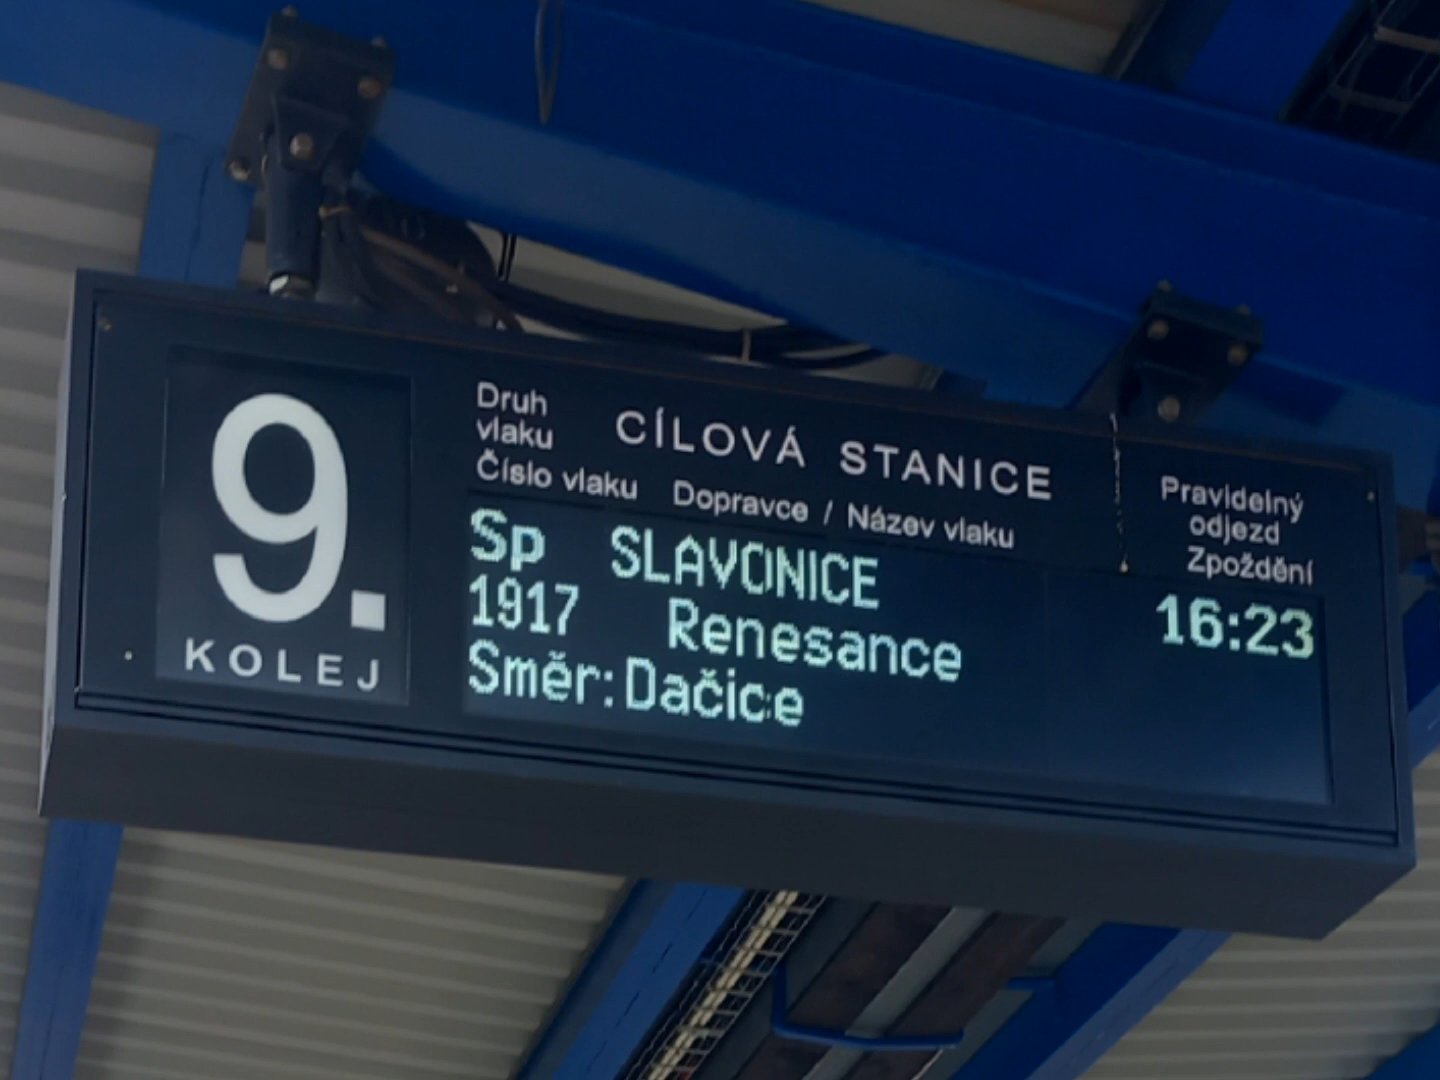 9.
KOLEJ
Druh
vlaku
Číslo vlaku
CÍLOVÁ STANICE
Dopravce / Název vlaku
Pravidelný
odjezd
Zpoždění
Sp SLAVONICE 16:23
1917 Renesance
Směr: Dačice